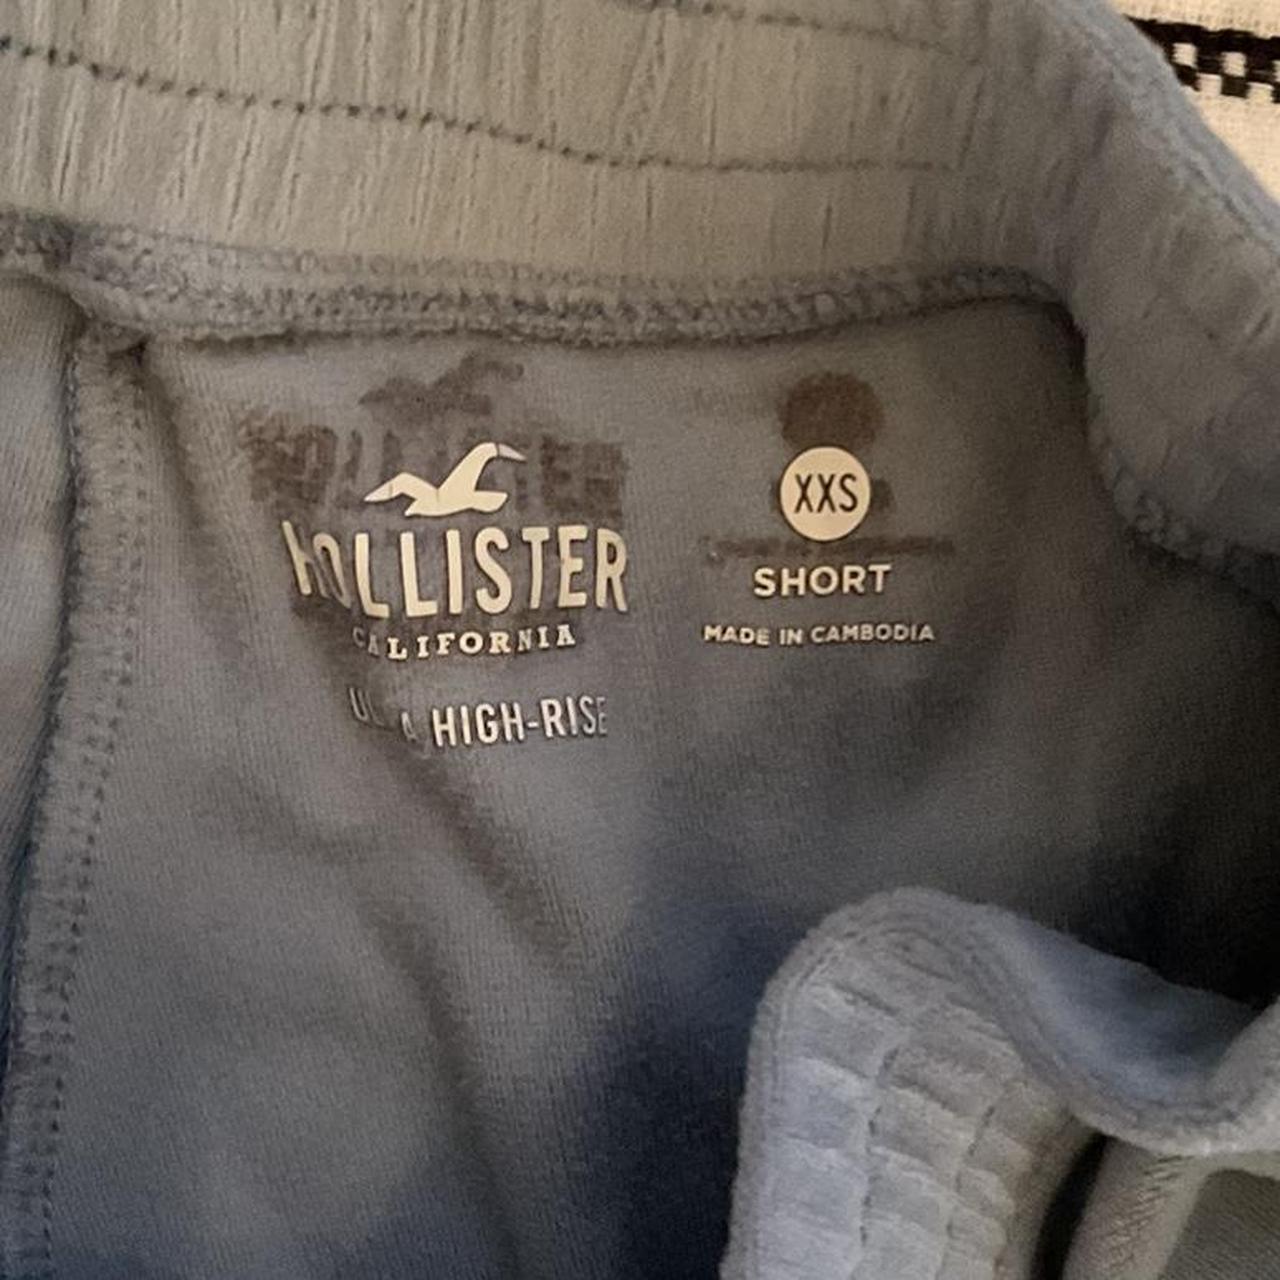 HOLLISTER
CALIFORNIA
HIGH-RISE
XXS
SHORT
MADE IN CAMBODIA